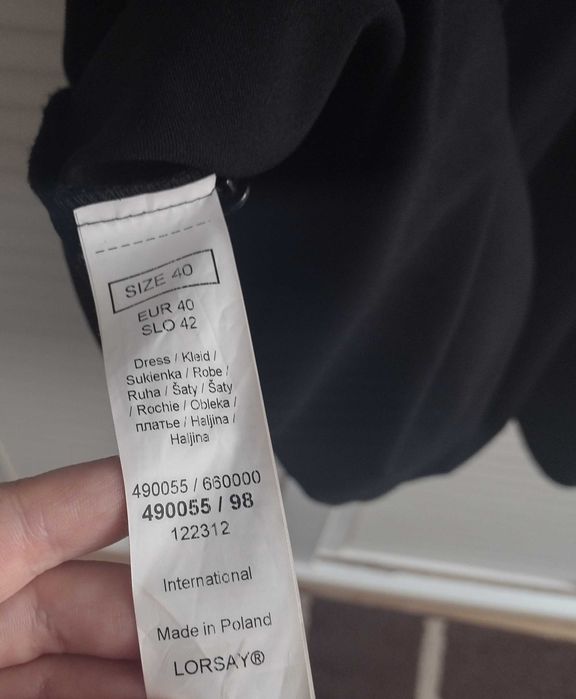 SIZE 40
EUR 40
SLO 42
Dress / Kleid /
Sukienka / Robe /
Ruha / Šaty / Šaty
/ Rochie / Obleka /
платье / Haljina /
Haljina
490055 / 660000
490055 / 98
122312
International
Made in Poland
LORSAY®